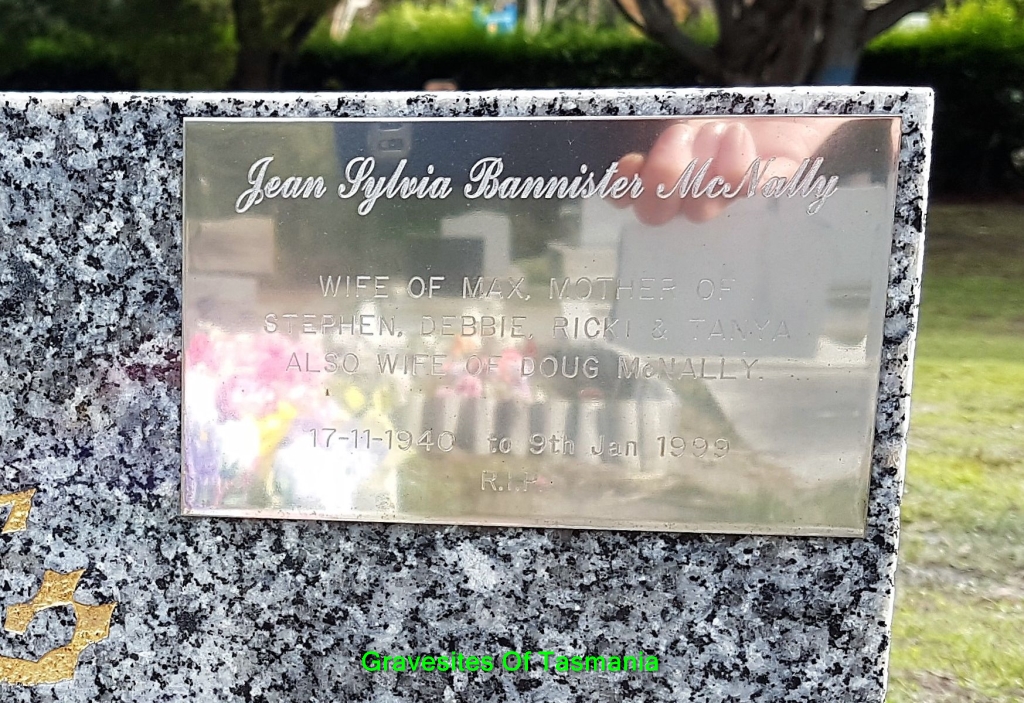 Jean Sylvia Bannister McNally
WIFE OF MAX, MOTHER OF
STEPHEN, DEBBIE, RICKI & TANYA
ALSO WIFE OF DOUG McNALLY.
17-11-1940 to 9th Jan 1999
R.I.P.
Gravesites Of Tasmania